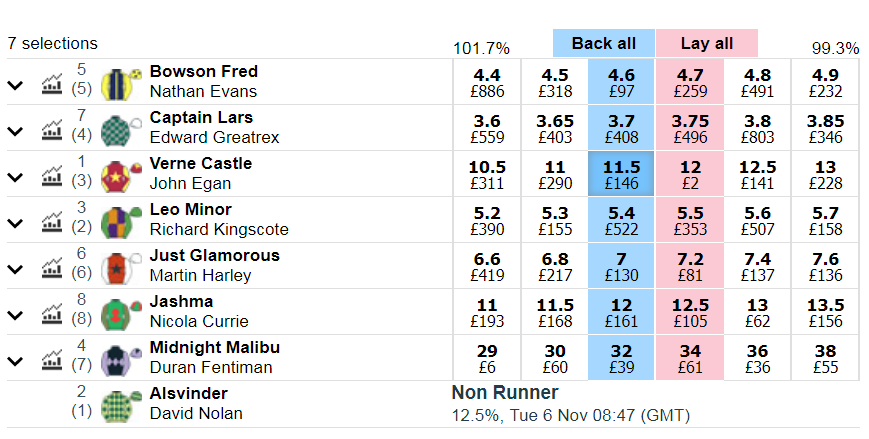 7 selections 101.7% Back all Lay all 99.3%
5 Bowson Fred 4.4 4.5 4.6 4.7 4.8 4.9
(5) Nathan Evans £886 £318 £97 £259 £491 £232
7 Captain Lars 3.6 3.65 3.7 3.75 3.8 3.85
(4) Edward Greatrex £559 £403 £408 £496 £803 £346
1 Verne Castle 10.5 11 11.5 12 12.5 13
(3) John Egan £311 £290 £146 £2 £141 £228
3 Leo Minor 5.2 5.3 5.4 5.5 5.6 5.7
(2) Richard Kingscote £390 £155 £522 £353 £507 £158
6 Just Glamorous 6.6 6.8 7 7.2 7.4 7.6
(6) Martin Harley £419 £217 £130 £81 £137 £136
8 Jashma 11 11.5 12 12.5 13 13.5
(8) Nicola Currie £193 £168 £161 £105 £62 £156
4 Midnight Malibu 29 30 32 34 36 38
(7) Duran Fentiman £6 £60 £39 £61 £36 £55
2 Alsvinder Non Runner
(1) David Nolan 12.5%, Tue 6 Nov 08:47 (GMT)